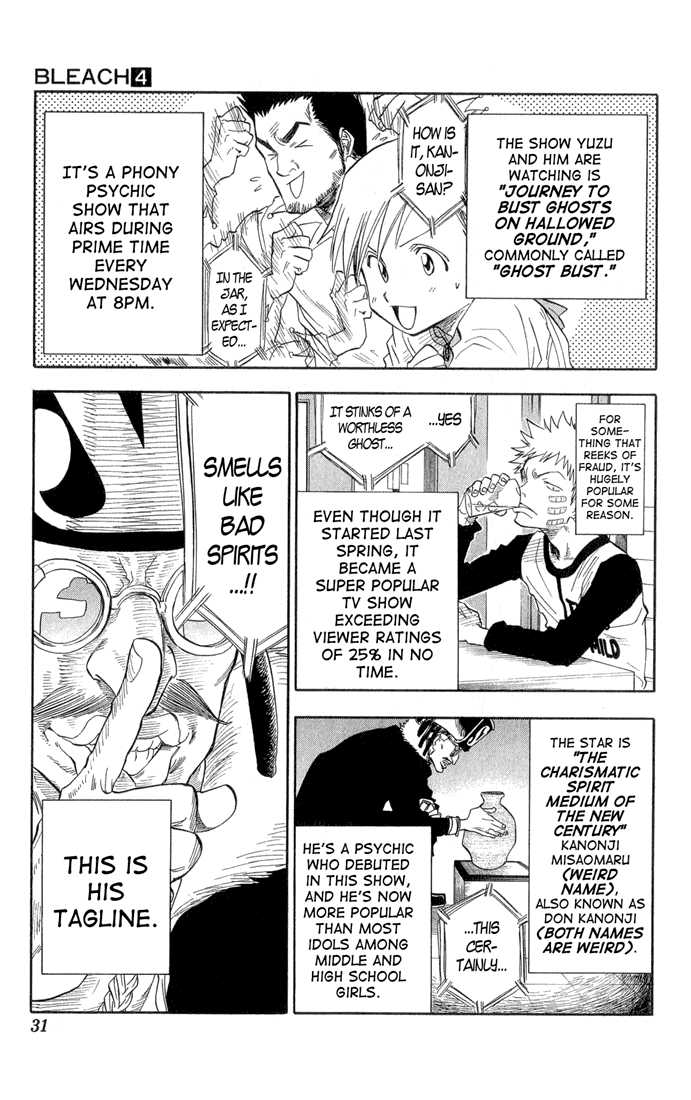 BLEACH 4
THE SHOW YUZU
AND HIM ARE
WATCHING IS
"JOURNEY TO
BUST GHOSTS
ON HALLOWED
GROUND,"
COMMONLY CALLED
"GHOST BUST."
HOW IS
IT, KAN-
ONJI-
SAN?
IN THE
JAR,
AS I
EXPECT-
ED...
IT'S A PHONY
PSYCHIC
SHOW THAT
AIRS DURING
PRIME TIME
EVERY
WEDNESDAY
AT 8PM.
FOR
SOME-
THING THAT
REEKS OF
FRAUD, IT'S
HUGELY
POPULAR
FOR SOME
REASON.
...YES
IT STINKS OF A
WORTHLESS
GHOST...
EVEN THOUGH IT
STARTED LAST
SPRING, IT
BECAME A
SUPER POPULAR
TV SHOW
EXCEEDING
VIEWER RATINGS
OF 25% IN NO
TIME.
THE STAR IS
"THE
CHARISMATIC
SPIRIT
MEDIUM OF
THE NEW
CENTURY"
KANONJI
MISAOMARU
(WEIRD
NAME),
ALSO KNOWN AS
DON KANONJI
(BOTH NAMES
ARE WEIRD).
...THIS
CER-
TAINLY...
HE'S A PSYCHIC
WHO DEBUTED
IN THIS SHOW,
AND HE'S NOW
MORE POPULAR
THAN MOST
IDOLS AMONG
MIDDLE AND
HIGH SCHOOL
GIRLS.
SMELLS
LIKE
BAD
SPIRITS
...!!
THIS IS
HIS
TAGLINE.
31